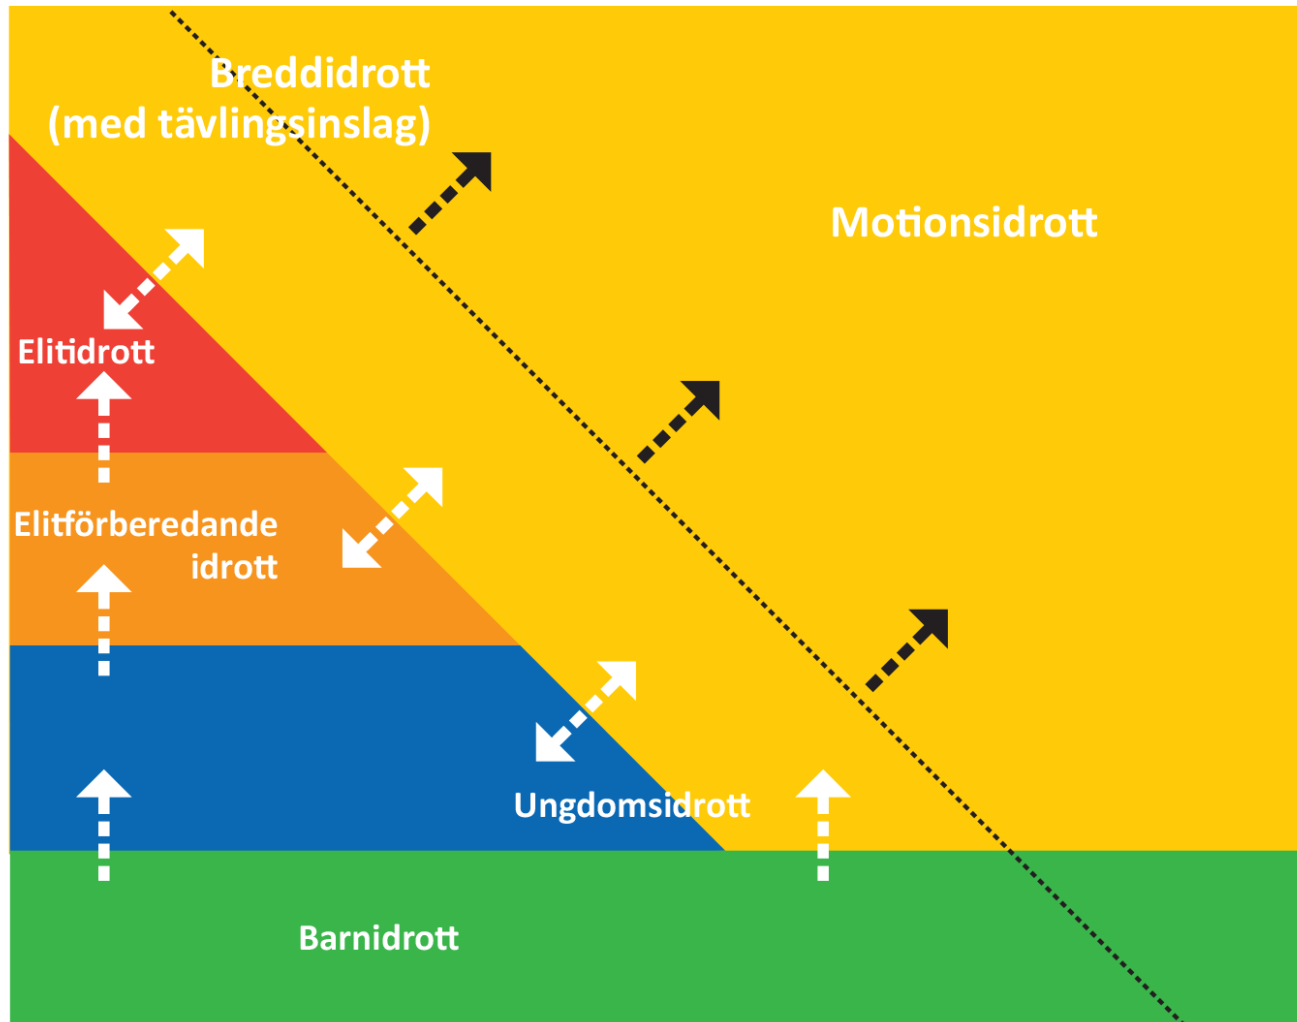 Breddidrott
(med tävlingsinslag)
Motionsidrott
Elitidrott
Elitförberedande
idrott
Ungdomsidrott
Barnidrott